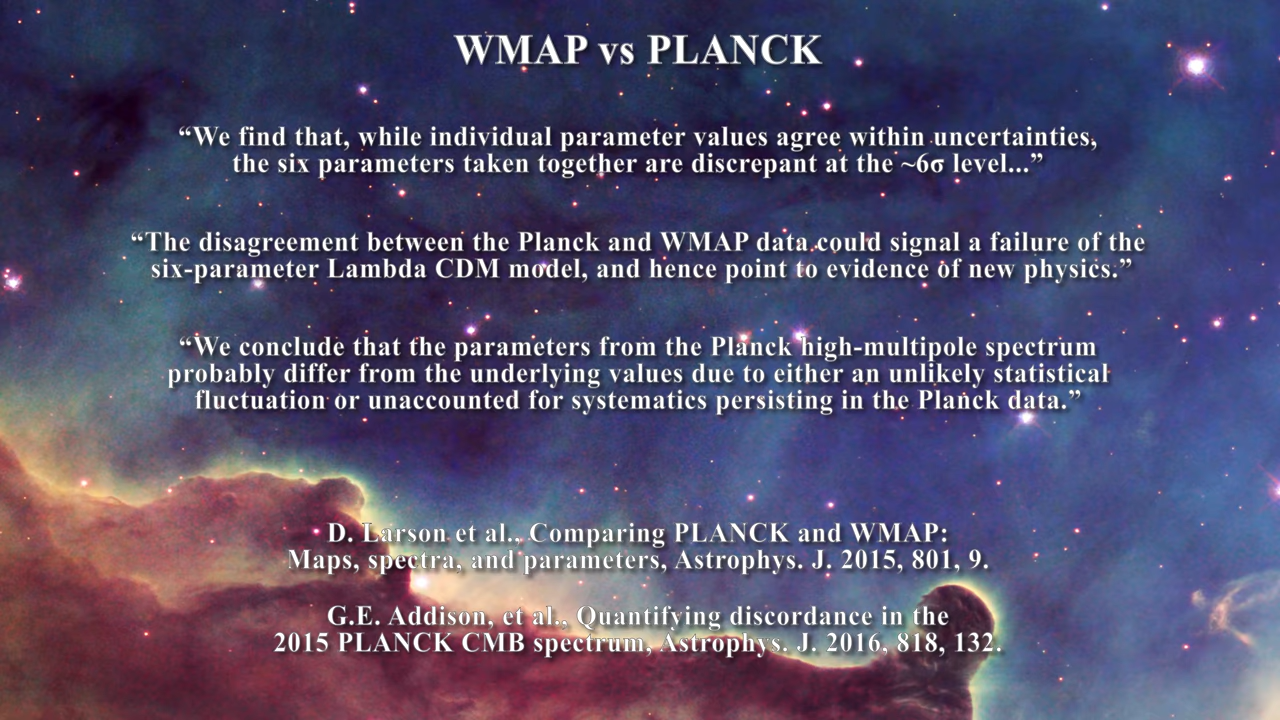 WMAP vs PLANCK
“We find that, while individual parameter values agree within uncertainties,
the six parameters taken together are discrepant at the ~6σ level...”
“The disagreement between the Planck and WMAP data could signal a failure of the
six-parameter Lambda CDM model, and hence point to evidence of new physics.”
“We conclude that the parameters from the Planck high-multipole spectrum
probably differ from the underlying values due to either an unlikely statistical
fluctuation or unaccounted for systematics persisting in the Planck data.”
D. Larson et al., Comparing PLANCK and WMAP:
Maps, spectra, and parameters, Astrophys. J. 2015, 801, 9.
G.E. Addison, et al., Quantifying discordance in the
2015 PLANCK CMB spectrum, Astrophys. J. 2016, 818, 132.